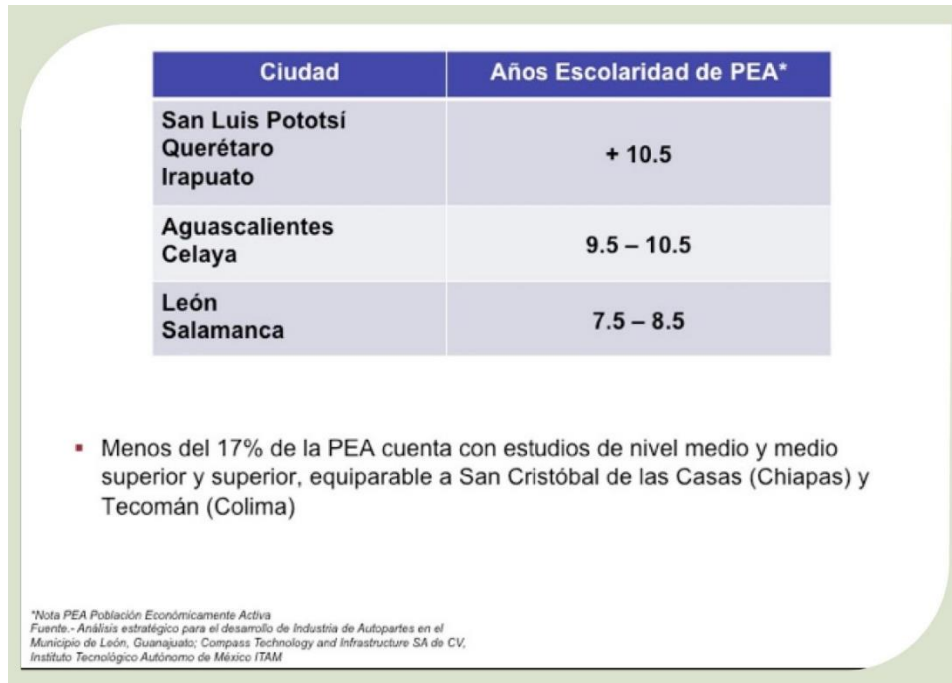 Ciudad
Años Escolaridad de PEA*
San Luis Pototsí
Querétaro
Irapuato
+ 10.5
Aguascalientes
Celaya
9.5 – 10.5
León
Salamanca
7.5 – 8.5
▪ Menos del 17% de la PEA cuenta con estudios de nivel medio y medio
superior y superior, equiparable a San Cristóbal de las Casas (Chiapas) y
Tecomán (Colima)
*Nota PEA Población Económicamente Activa
Fuente.- Análisis estratégico para el desarrollo de Industria de Autopartes en el
Municipio de León, Guanajuato; Compass Technology and Infrastructure SA de CV,
Instituto Tecnológico Autónomo de México ITAM